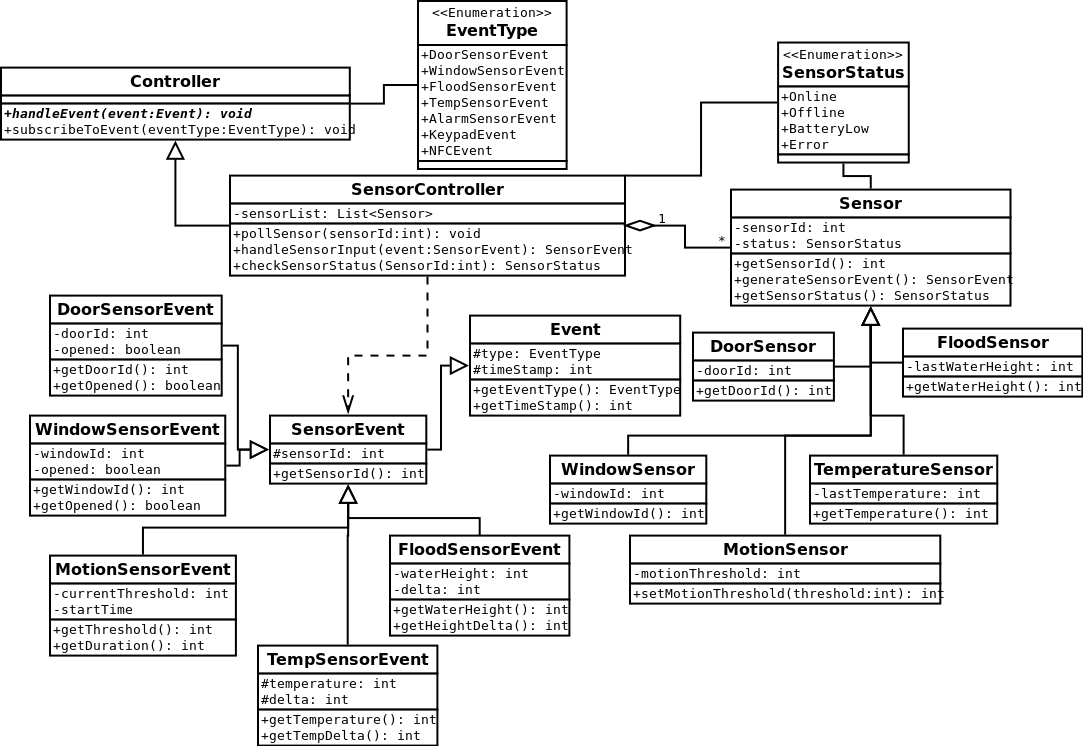 <<Enumeration>>
EventType
+DoorSensorEvent
+WindowSensorEvent
+FloodSensorEvent
+TempSensorEvent
+AlarmSensorEvent
+KeypadEvent
+NFCEvent
<<Enumeration>>
SensorStatus
+Online
+Offline
+BatteryLow
+Error
Controller
+handleEvent(event:Event): void
+subscribeToEvent(eventType:EventType): void
SensorController
-sensorList: List<Sensor>
+pollSensor(sensorId:int): void
+handleSensorInput(event:SensorEvent): SensorEvent
+checkSensorStatus(SensorId:int): SensorStatus
1
*
Sensor
-sensorId: int
-status: SensorStatus
+getSensorId(): int
+generateSensorEvent(): SensorEvent
+getSensorStatus(): SensorStatus
DoorSensorEvent
-doorId: int
-opened: boolean
+getDoorId(): int
+getOpened(): boolean
Event
#type: EventType
#timeStamp: int
+getEventType(): EventType
+getTimeStamp(): int
DoorSensor
-doorId: int
+getDoorId(): int
FloodSensor
-lastWaterHeight: int
+getWaterHeight(): int
WindowSensorEvent
-windowId: int
-opened: boolean
+getWindowId(): int
+getOpened(): boolean
SensorEvent
#sensorId: int
+getSensorId(): int
WindowSensor
-windowId: int
+getWindowId(): int
TemperatureSensor
-lastTemperature: int
+getTemperature(): int
MotionSensorEvent
-currentThreshold: int
-startTime
+getThreshold(): int
+getDuration(): int
FloodSensorEvent
-waterHeight: int
-delta: int
+getWaterHeight(): int
+getHeightDelta(): int
MotionSensor
-motionThreshold: int
+setMotionThreshold(threshold:int): int
TempSensorEvent
#temperature: int
#delta: int
+getTemperature(): int
+getTempDelta(): int